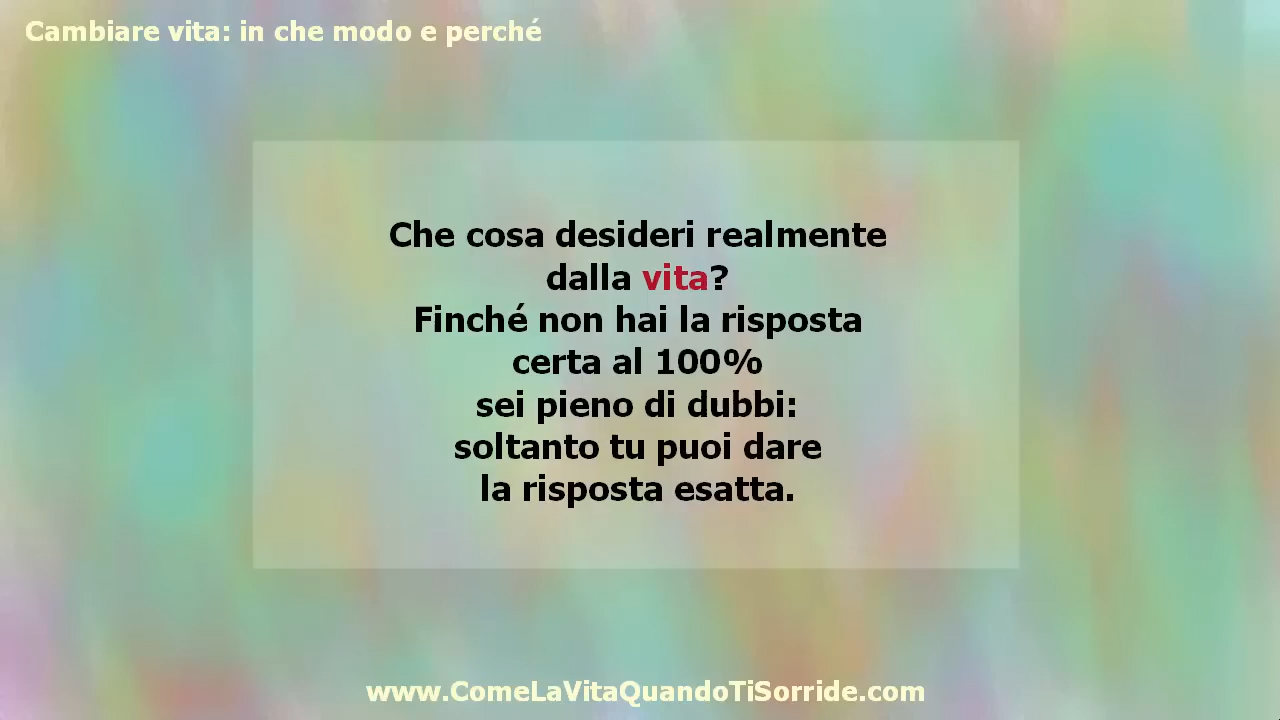 Cambiare vita: in che modo e perché
Che cosa desideri realmente
dalla vita?
Finché non hai la risposta
certa al 100%
sei pieno di dubbi:
soltanto tu puoi dare
la risposta esatta.
www.ComeLaVitaQuandoTiSorride.com